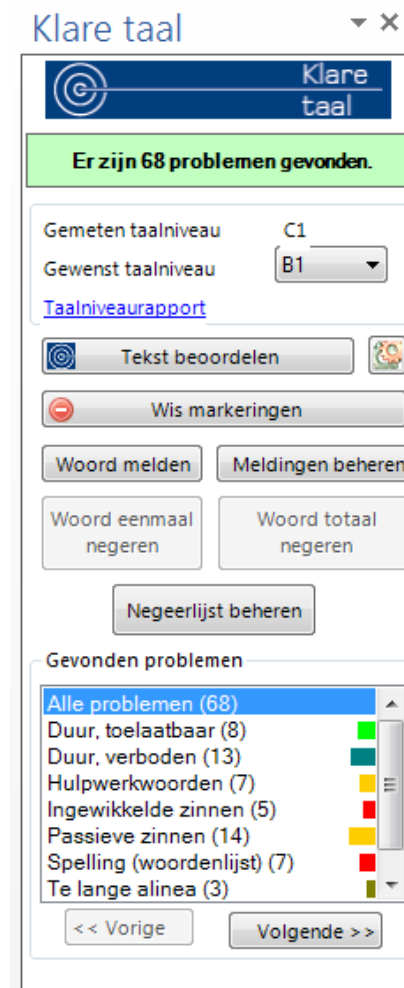 Klare taal
Klare
taal
Er zijn 68 problemen gevonden.
Gemeten taalniveau C1
Gewenst taalniveau B1
Taalniveaurapport
Tekst beoordelen
Wis markeringen
Woord melden Meldingen beheren
Woord eenmaal Woord totaal
negeren negeren
Negeerlijst beheren
Gevonden problemen
Alle problemen (68)
Duur, toelaatbaar (8)
Duur, verboden (13)
Hulpwerkwoorden (7)
Ingewikkelde zinnen (5)
Passieve zinnen (14)
Spelling (woordenlijst) (7)
Te lange alinea (3)
<< Vorige Volgende >>